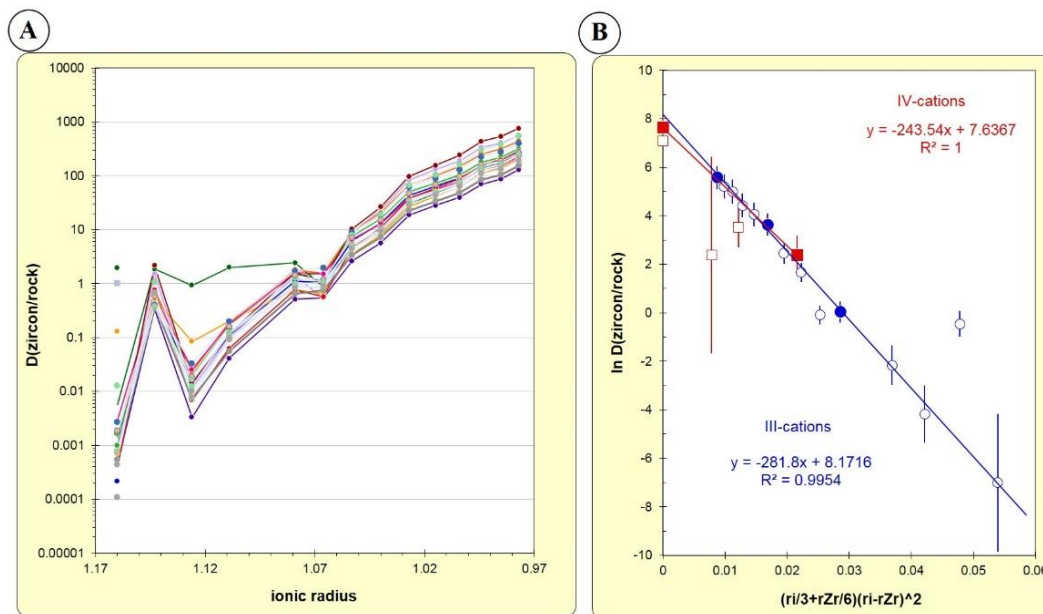 A
10000
1000
100
10
1
0.1
0.01
0.001
0.0001
0.00001
D(zircon/rock)
1.17
1.12
1.07
1.02
0.97
ionic radius
B
10
8
6
4
2
0
-2
-4
-6
-8
-10
ln D(zircon/rock)
IV-cations
y = -243.54x + 7.6367
R² = 1
III-cations
y = -281.8x + 8.1716
R² = 0.9954
0
0.01
0.02
0.03
0.04
0.05
0.06
(ri/3+rZr/6)(ri-rZr)^2